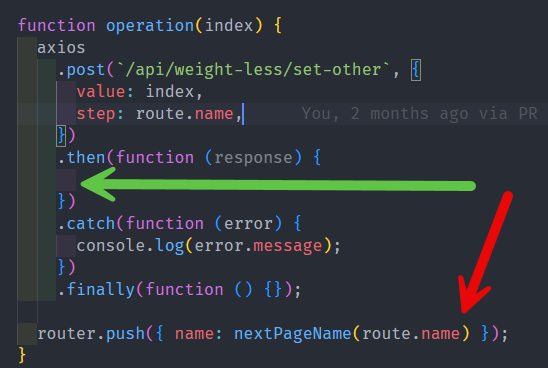 function operation(index) {
  axios
    .post(`/api/weight-less/set-other`, {
      value: index,
      step: route.name, You, 2 months ago via PR
    })
    .then(function (response) {
    })
    .catch(function (error) {
      console.log(error.message);
    })
    .finally(function () {});
  router.push({ name: nextPageName(route.name) });
}